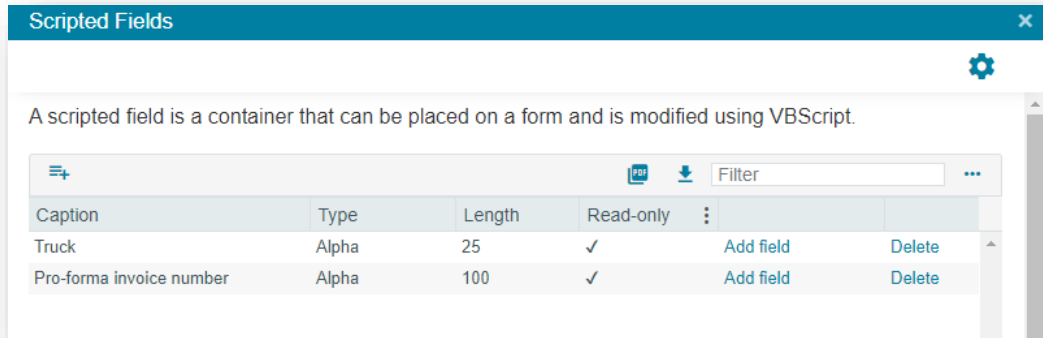 Scripted Fields
A scripted field is a container that can be placed on a form and is modified using VBScript.
PDF Filter
Caption Type Length Read-only
Truck Alpha 25 ✓ Add field Delete
Pro-forma invoice number Alpha 100 ✓ Add field Delete